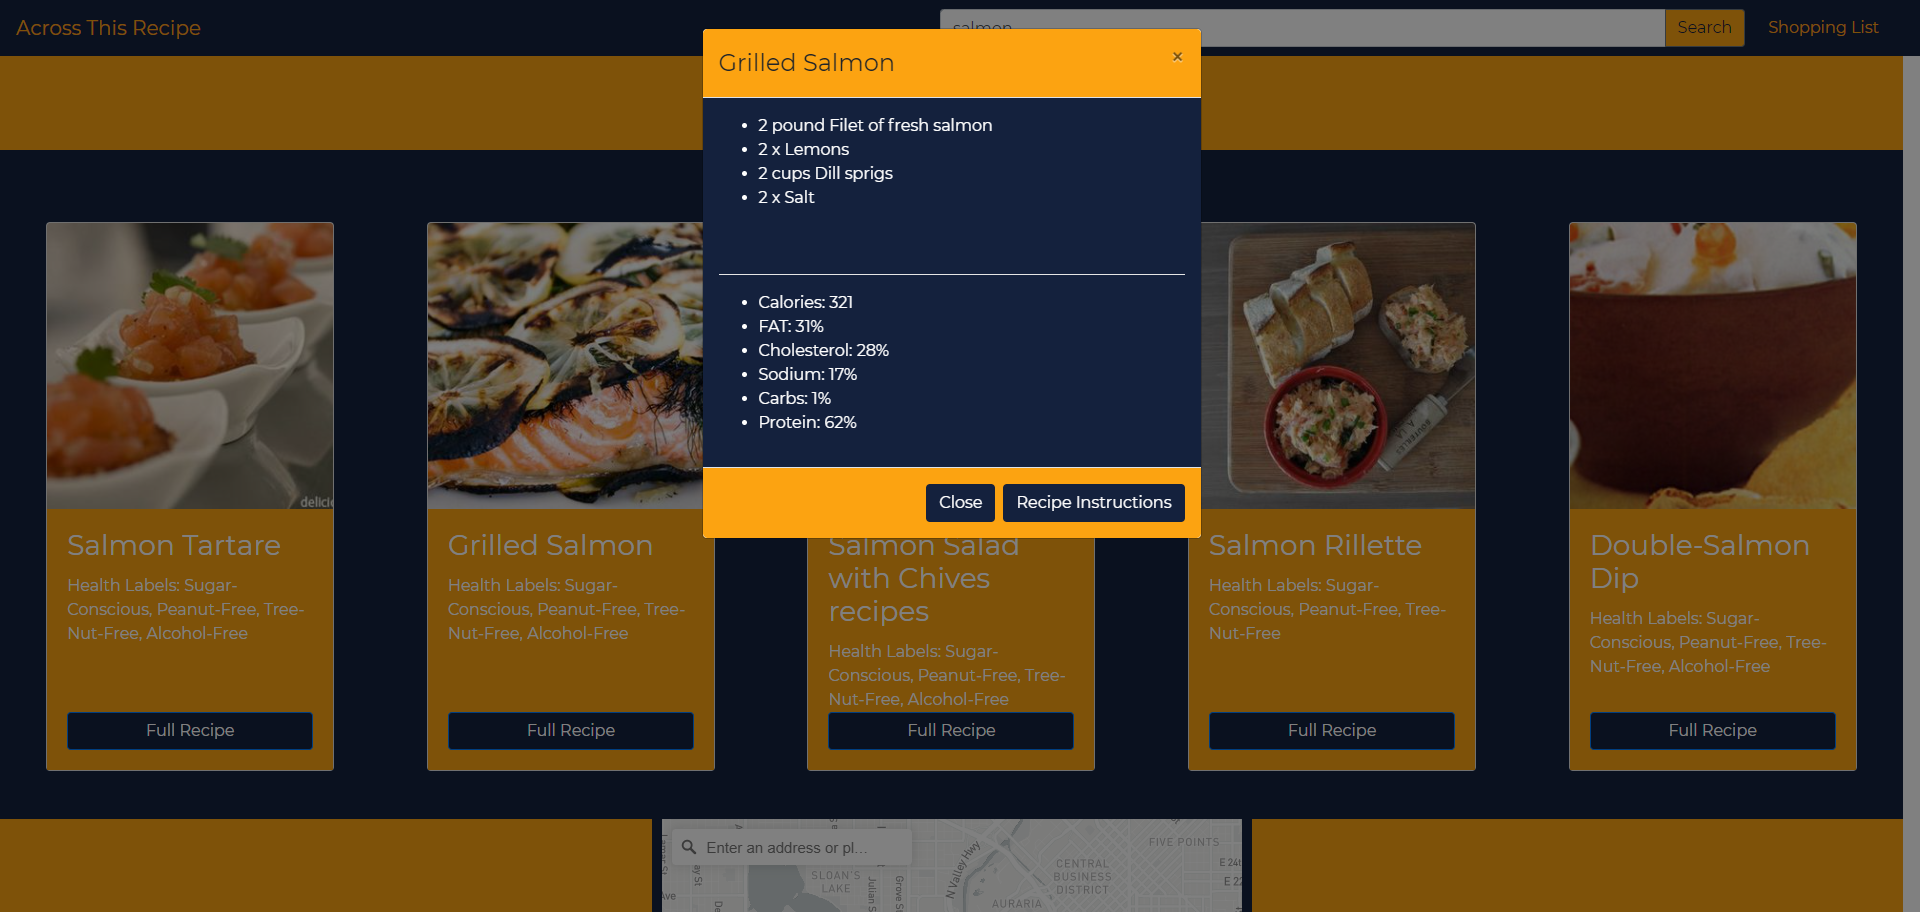 Across This Recipe
salmon
Search
Shopping List
Grilled Salmon
×
• 2 pound Filet of fresh salmon
• 2 x Lemons
• 2 cups Dill sprigs
• 2 x Salt
• Calories: 321
• FAT: 31%
• Cholesterol: 28%
• Sodium: 17%
• Carbs: 1%
• Protein: 62%
Close
Recipe Instructions
Salmon Tartare
Health Labels: Sugar-
Conscious, Peanut-Free, Tree-
Nut-Free, Alcohol-Free
Full Recipe
Grilled Salmon
Health Labels: Sugar-
Conscious, Peanut-Free, Tree-
Nut-Free, Alcohol-Free
Full Recipe
Salmon Salad
with Chives
recipes
Health Labels: Sugar-
Conscious, Peanut-Free, Tree-
Nut-Free, Alcohol-Free
Full Recipe
Salmon Rillette
Health Labels: Sugar-
Conscious, Peanut-Free, Tree-
Nut-Free
Full Recipe
Double-Salmon
Dip
Health Labels: Sugar-
Conscious, Peanut-Free, Tree-
Nut-Free, Alcohol-Free
Full Recipe
Enter an address or pl...
SLOAN'S
LAKE
Julian S
Grove St
N Valley Hwy
FIVE POINTS
CENTRAL
BUSINESS
DISTRICT
AURARIA
E 24th
E 22